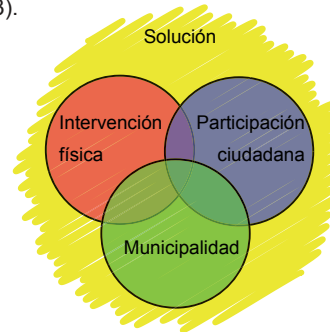 3).
Solución
Intervención Participación
física ciudadana
Municipalidad